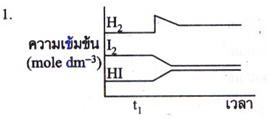 1.
H₂
ความเข้มข้น
I₂
(mole dm⁻³)
HI
t₁
เวลา